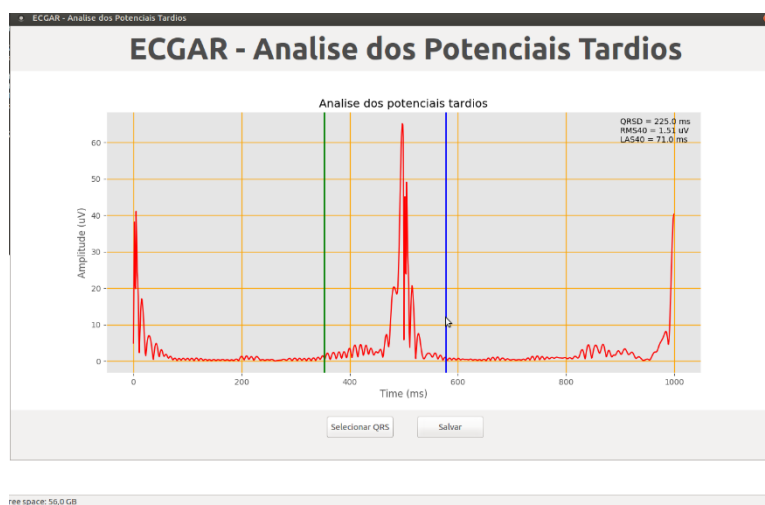 ECGAR - Analise dos Potenciais Tardios
ECGAR - Analise dos Potenciais Tardios
Analise dos potenciais tardios
QRSD = 225.0 ms
RMS40 = 1.51 uV
LAS40 = 71.0 ms
60
50
40
30
20
10
0
Amplitude (uV)
0 200 400 600 800 1000
Time (ms)
Selecionar QRS Salvar
ree space: 56,0 GB